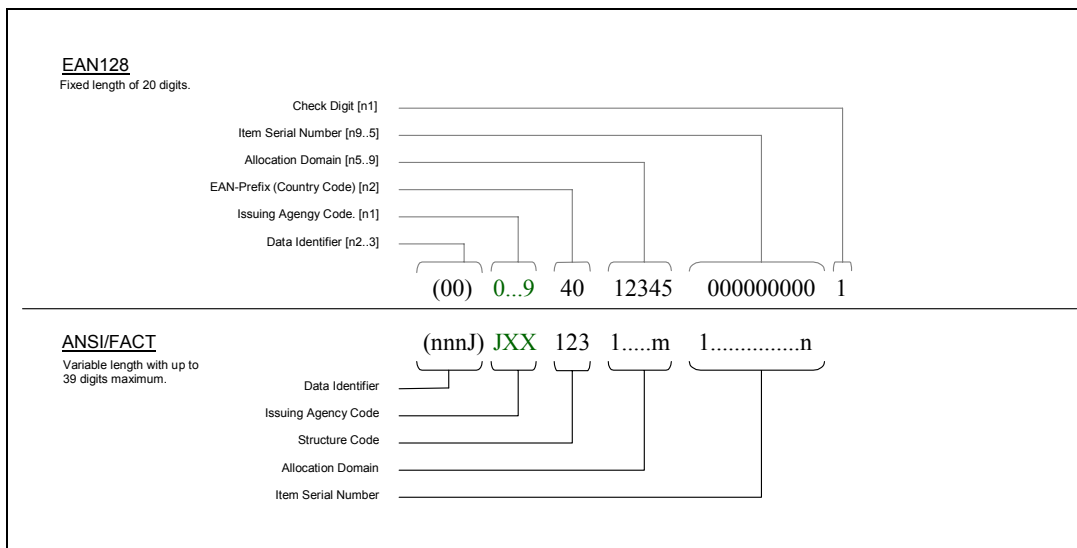 EAN128
Fixed length of 20 digits.
Check Digit [n1]
Item Serial Number [n9..5]
Allocation Domain [n5..9]
EAN-Prefix (Country Code) [n2]
Issuing Agengy Code. [n1]
Data Identifier [n2..3]
(00) 0...9 40 12345 000000000 1
ANSI/FACT
Variable length with up to
39 digits maximum.
(nnnJ) JXX 123 1.....m 1..............n
Data Identifier
Issuing Agency Code
Structure Code
Allocation Domain
Item Serial Number